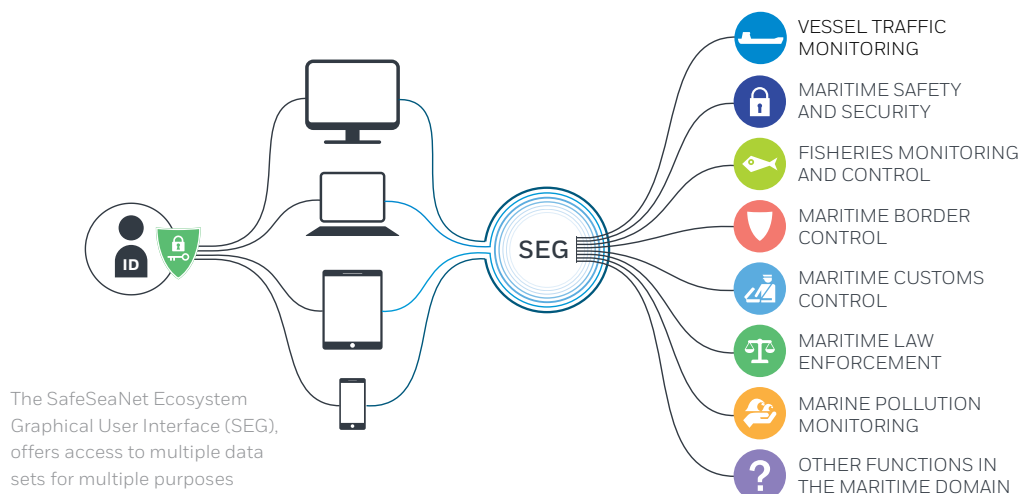 VESSEL TRAFFIC
MONITORING
MARITIME SAFETY
AND SECURITY
FISHERIES MONITORING
AND CONTROL
MARITIME BORDER
CONTROL
MARITIME CUSTOMS
CONTROL
MARITIME LAW
ENFORCEMENT
MARINE POLLUTION
MONITORING
?
OTHER FUNCTIONS IN
THE MARITIME DOMAIN
SEG
ID
The SafeSeaNet Ecosystem
Graphical User Interface (SEG),
offers access to multiple data
sets for multiple purposes